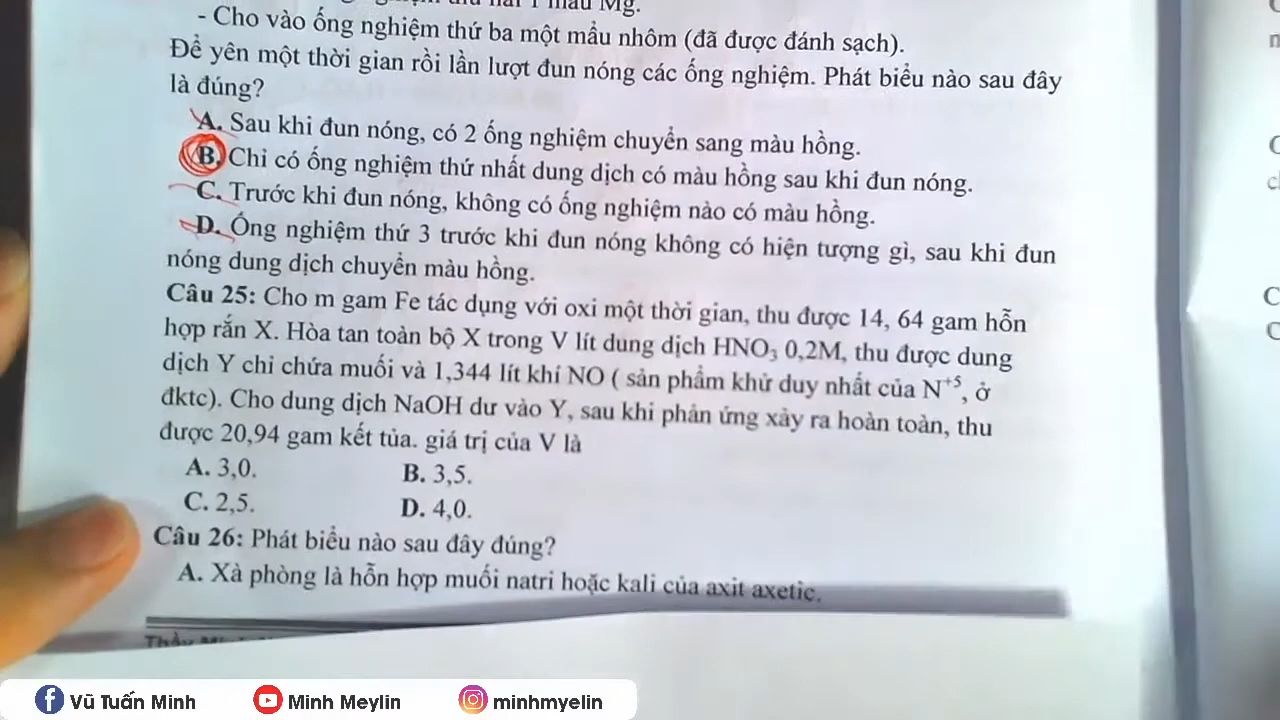 thứ hai 1 mẩu Mg.
- Cho vào ống nghiệm thứ ba một mẩu nhôm (đã được đánh sạch).
Để yên một thời gian rồi lần lượt đun nóng các ống nghiệm. Phát biểu nào sau đây
là đúng?
A. Sau khi đun nóng, có 2 ống nghiệm chuyển sang màu hồng.
B. Chỉ có ống nghiệm thứ nhất dung dịch có màu hồng sau khi đun nóng.
C. Trước khi đun nóng, không có ống nghiệm nào có màu hồng.
D. Ống nghiệm thứ 3 trước khi đun nóng không có hiện tượng gì, sau khi đun
nóng dung dịch chuyển màu hồng.
Câu 25: Cho m gam Fe tác dụng với oxi một thời gian, thu được 14, 64 gam hỗn
hợp rắn X. Hòa tan toàn bộ X trong V lít dung dịch HNO₃ 0,2M, thu được dung
dịch Y chỉ chứa muối và 1,344 lít khí NO ( sản phẩm khử duy nhất của N⁺⁵, ở
đktc). Cho dung dịch NaOH dư vào Y, sau khi phản ứng xảy ra hoàn toàn, thu
được 20,94 gam kết tủa. giá trị của V là
A. 3,0. B. 3,5.
C. 2,5. D. 4,0.
Câu 26: Phát biểu nào sau đây đúng?
A. Xà phòng là hỗn hợp muối natri hoặc kali của axit axetic.
Thầy
Vũ Tuấn Minh Minh Meylin minhmyelin